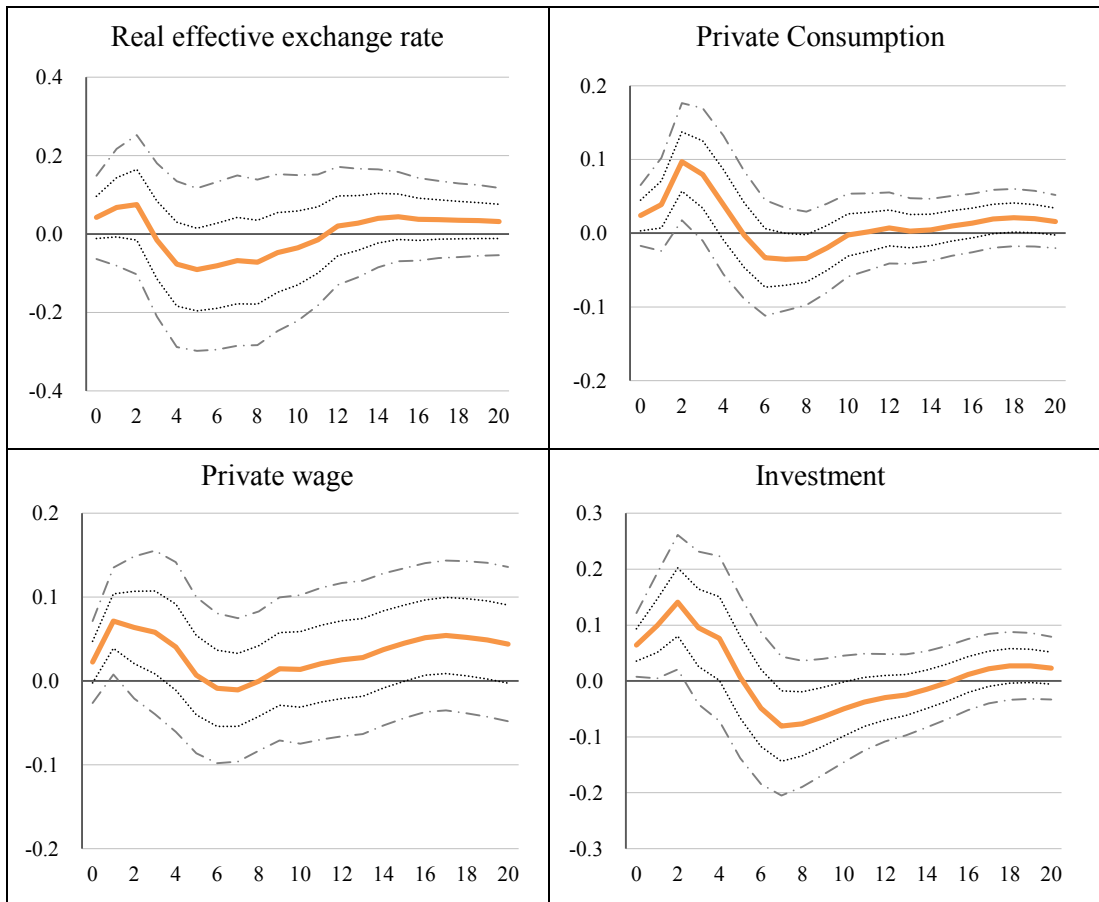 Real effective exchange rate
0.4
0.2
0.0
-0.2
-0.4
0 2 4 6 8 10 12 14 16 18 20
Private Consumption
0.2
0.1
0.0
-0.1
-0.2
0 2 4 6 8 10 12 14 16 18 20
Private wage
0.2
0.1
0.0
-0.1
-0.2
0 2 4 6 8 10 12 14 16 18 20
Investment
0.3
0.2
0.1
0.0
-0.1
-0.2
-0.3
0 2 4 6 8 10 12 14 16 18 20